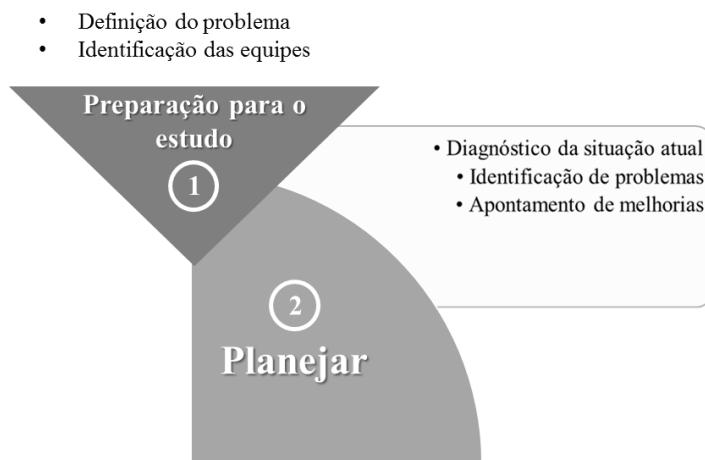 • Definição do problema
• Identificação das equipes
Preparação para o
estudo
1
• Diagnóstico da situação atual
• Identificação de problemas
• Apontamento de melhorias
2
Planejar